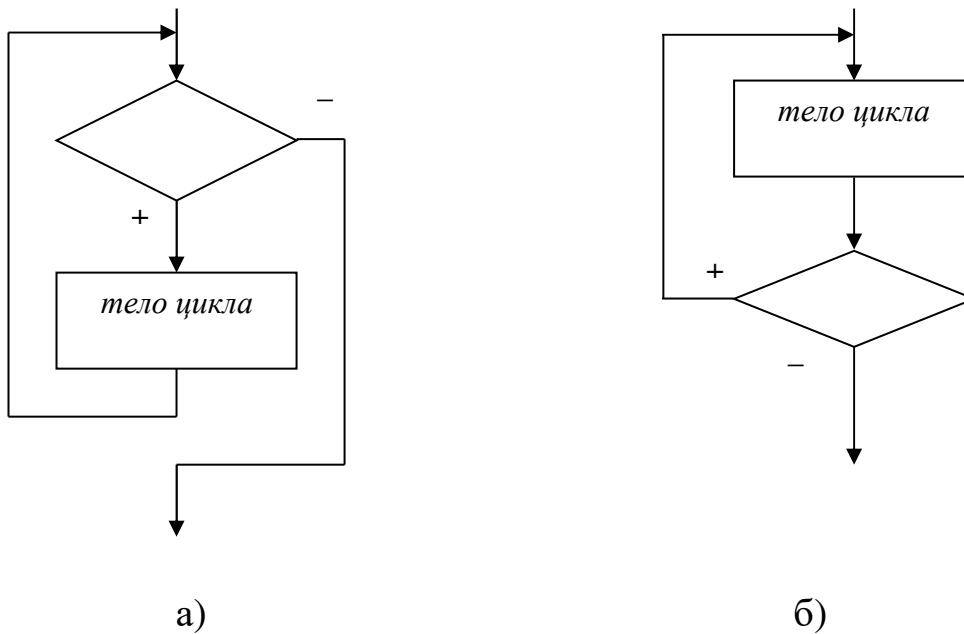 –
+
тело цикла
тело цикла
+
–
а)
б)